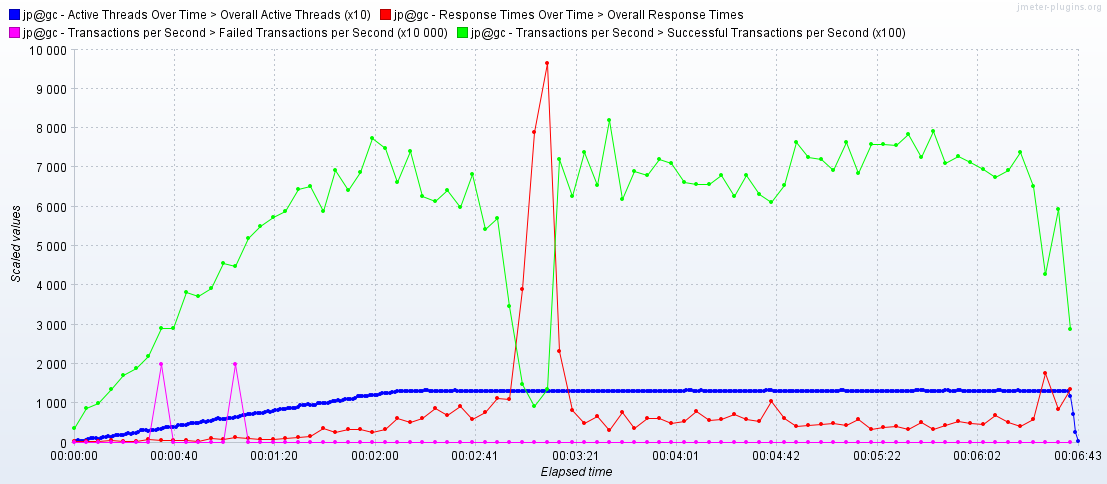 jmeter-plugins.org
jp@gc - Active Threads Over Time > Overall Active Threads (x10) jp@gc - Response Times Over Time > Overall Response Times
jp@gc - Transactions per Second > Failed Transactions per Second (x10 000) jp@gc - Transactions per Second > Successful Transactions per Second (x100)
10 000
9 000
8 000
7 000
6 000
5 000
4 000
3 000
2 000
1 000
0
Scaled values
00:00:00 00:00:40 00:01:20 00:02:00 00:02:41 00:03:21 00:04:01 00:04:42 00:05:22 00:06:02 00:06:43
Elapsed time